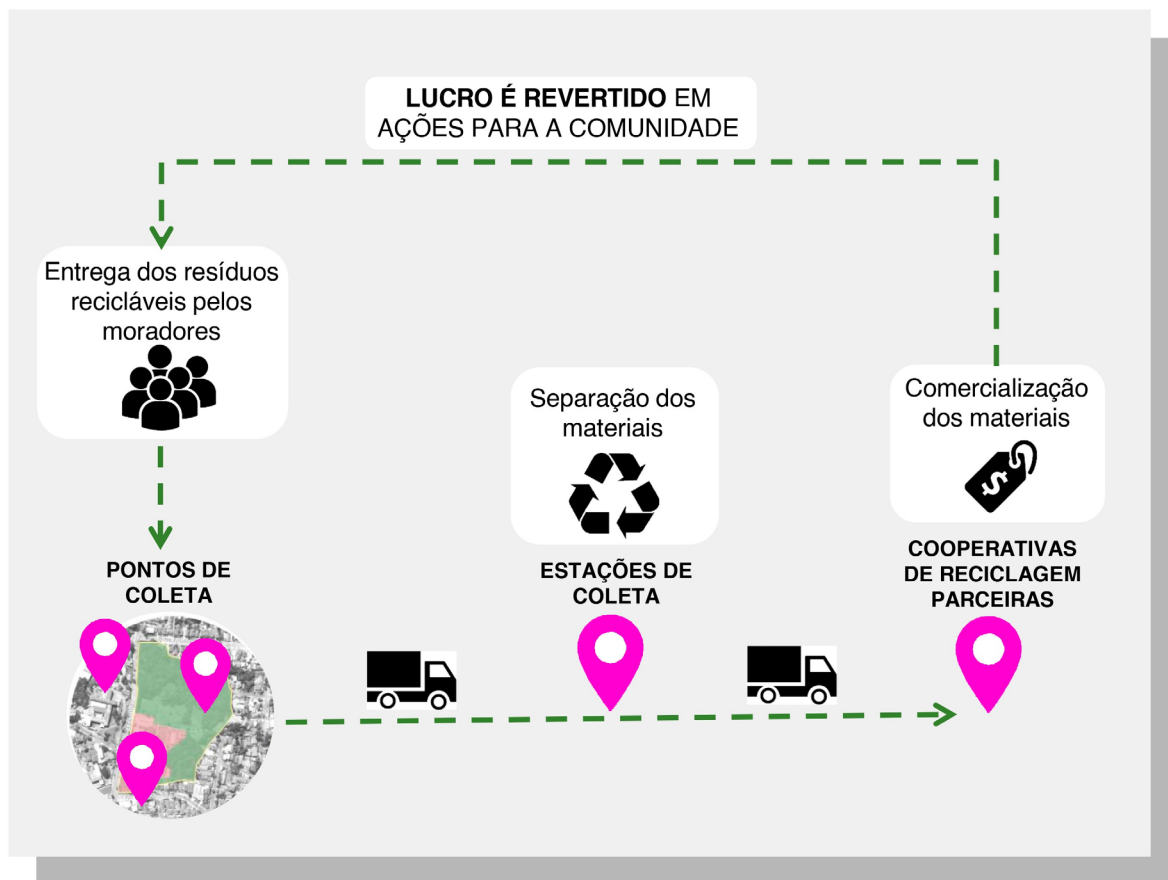 LUCRO É REVERTIDO EM
AÇÕES PARA A COMUNIDADE
Entrega dos resíduos
recicláveis pelos
moradores
PONTOS DE
COLETA
Separação dos
materiais
ESTAÇÕES DE
COLETA
Comercialização
dos materiais
$
COOPERATIVAS
DE RECICLAGEM
PARCEIRAS